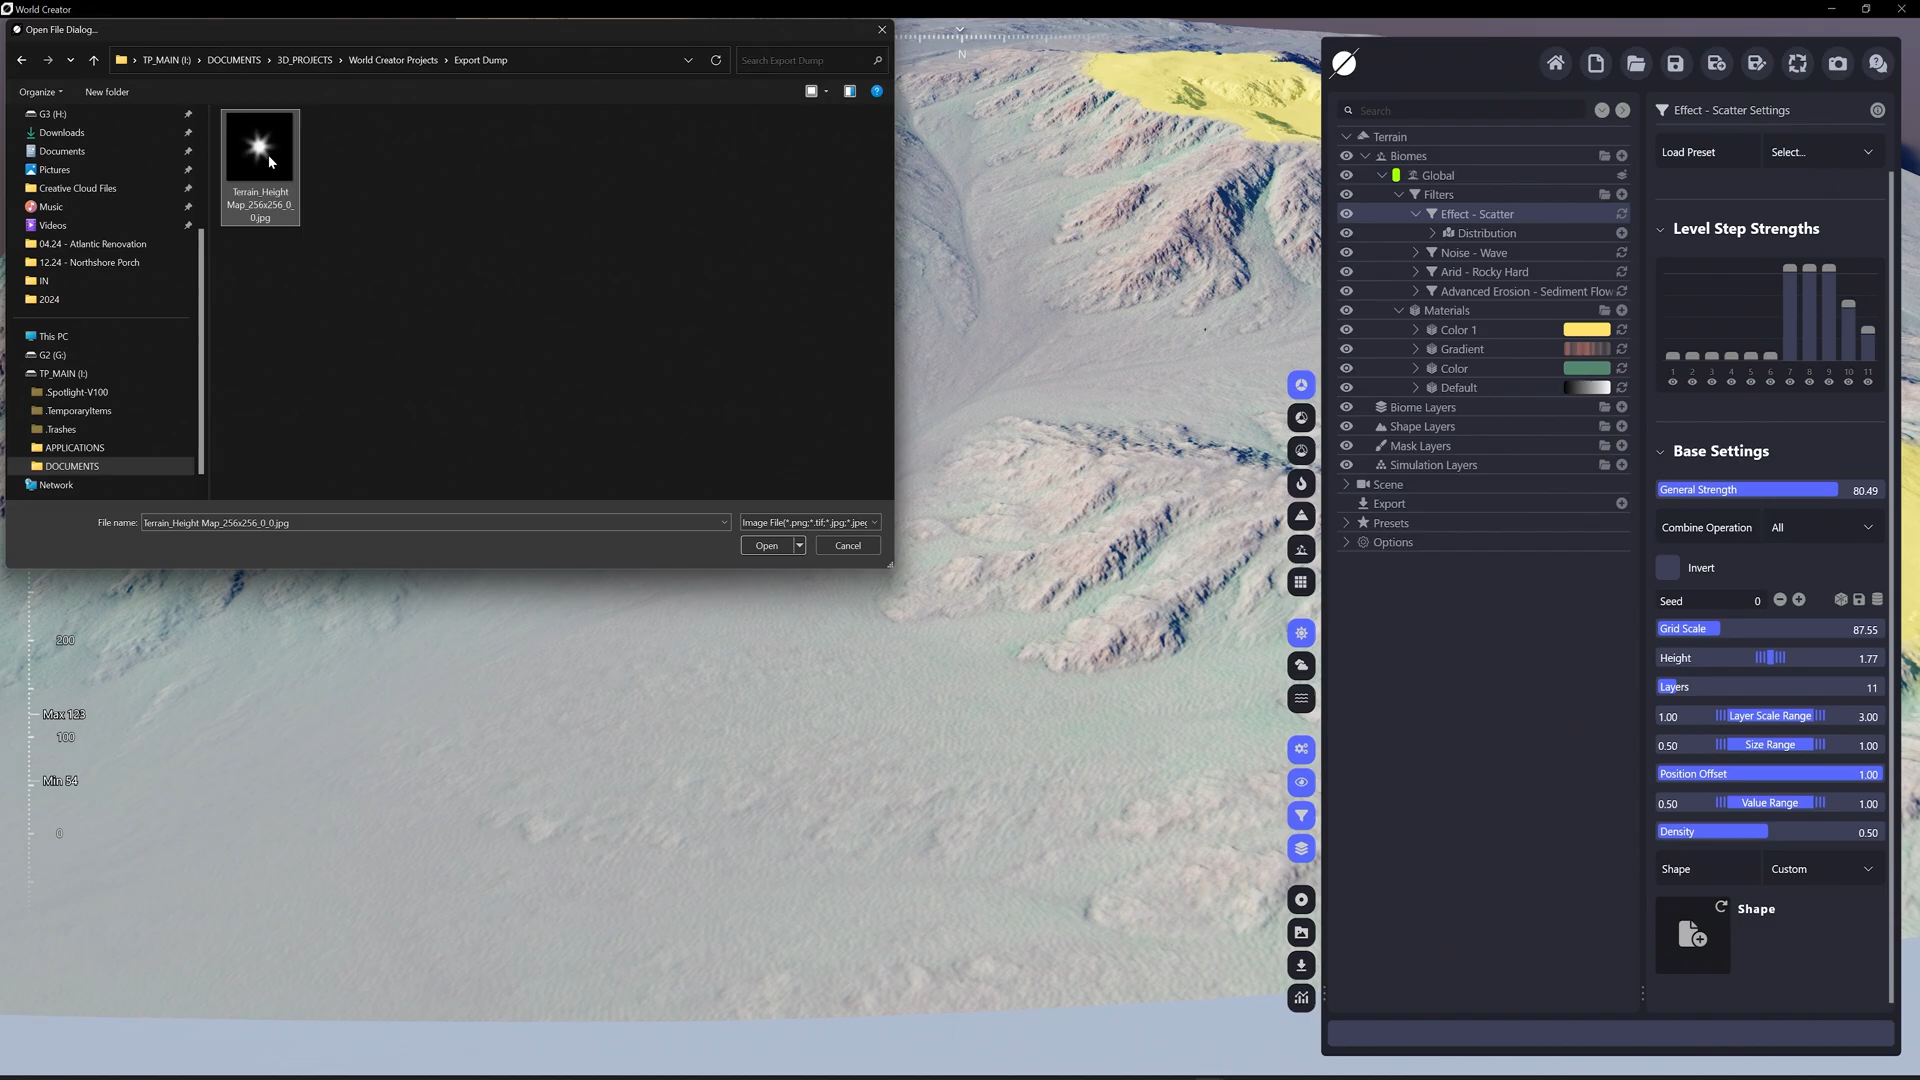 World Creator
Open File Dialog...
TP_MAIN (I:) > DOCUMENTS > 3D_PROJECTS > World Creator Projects > Export Dump
Search Export Dump
Organize
New folder
G3 (H:)
Downloads
Documents
Pictures
Creative Cloud Files
Music
Videos
04.24 - Atlantic Renovation
12.24 - Northshore Porch
IN
2024
This PC
G2 (G:)
TP_MAIN (I:)
.Spotlight-V100
.TemporaryItems
.Trashes
APPLICATIONS
DOCUMENTS
Network
Terrain_Height
Map_256x256_0_
0.jpg
File name: Terrain_Height Map_256x256_0_0.jpg
Image File(*.png;*.tif;*.jpg;*.jpeg
Open
Cancel
N
200
Max 123
100
Min 54
0
Search
Terrain
Biomes
Global
Filters
Effect - Scatter
Distribution
Noise - Wave
Arid - Rocky Hard
Advanced Erosion - Sediment Flow
Materials
Color 1
Gradient
Color
Default
Biome Layers
Shape Layers
Mask Layers
Simulation Layers
Scene
Export
Presets
Options
Effect - Scatter Settings
Load Preset
Select...
Level Step Strengths
1 2 3 4 5 6 7 8 9 10 11
Base Settings
General Strength 80.49
Combine Operation All
Invert
Seed 0
Grid Scale 87.55
Height 1.77
Layers 11
1.00 Layer Scale Range 3.00
0.50 Size Range 1.00
Position Offset 1.00
0.50 Value Range 1.00
Density 0.50
Shape Custom
Shape